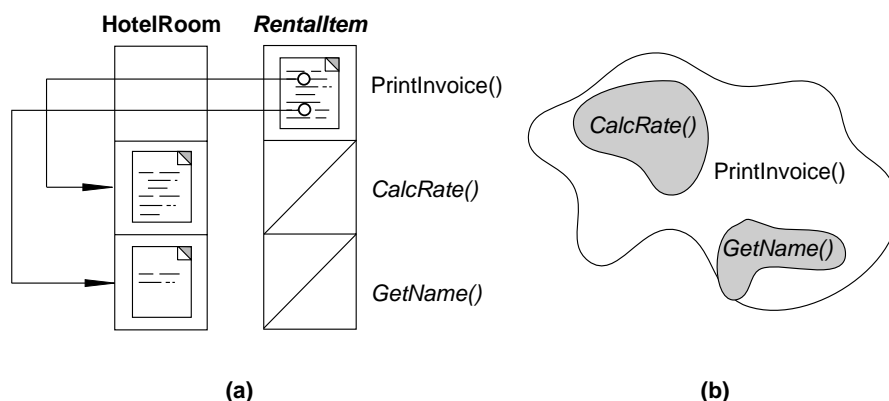 HotelRoom RentalItem
PrintInvoice()
CalcRate()
GetName()
(a)
CalcRate()
PrintInvoice()
GetName()
(b)